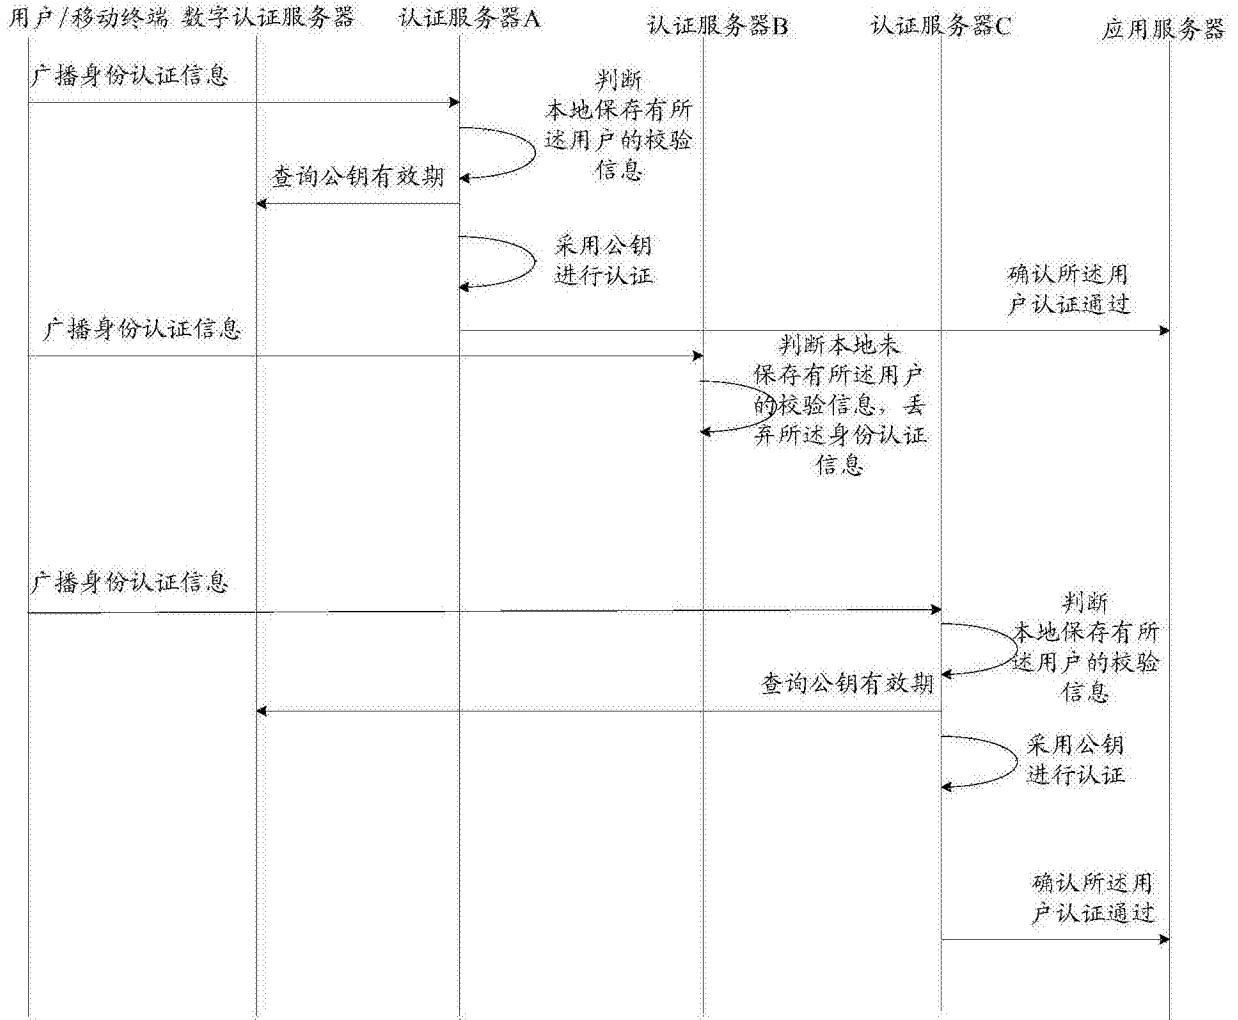 用户/移动终端 数字认证服务器 认证服务器A 认证服务器B 认证服务器C 应用服务器
广播身份认证信息
判断
本地保存有所
述用户的校验
信息
查询公钥有效期
采用公钥
进行认证
确认所述用
户认证通过
广播身份认证信息
判断本地未
保存有所述用户
的校验信息，丢
弃所述身份认证
信息
广播身份认证信息
判断
本地保存有所
述用户的校验
信息
查询公钥有效期
采用公钥
进行认证
确认所述用
户认证通过